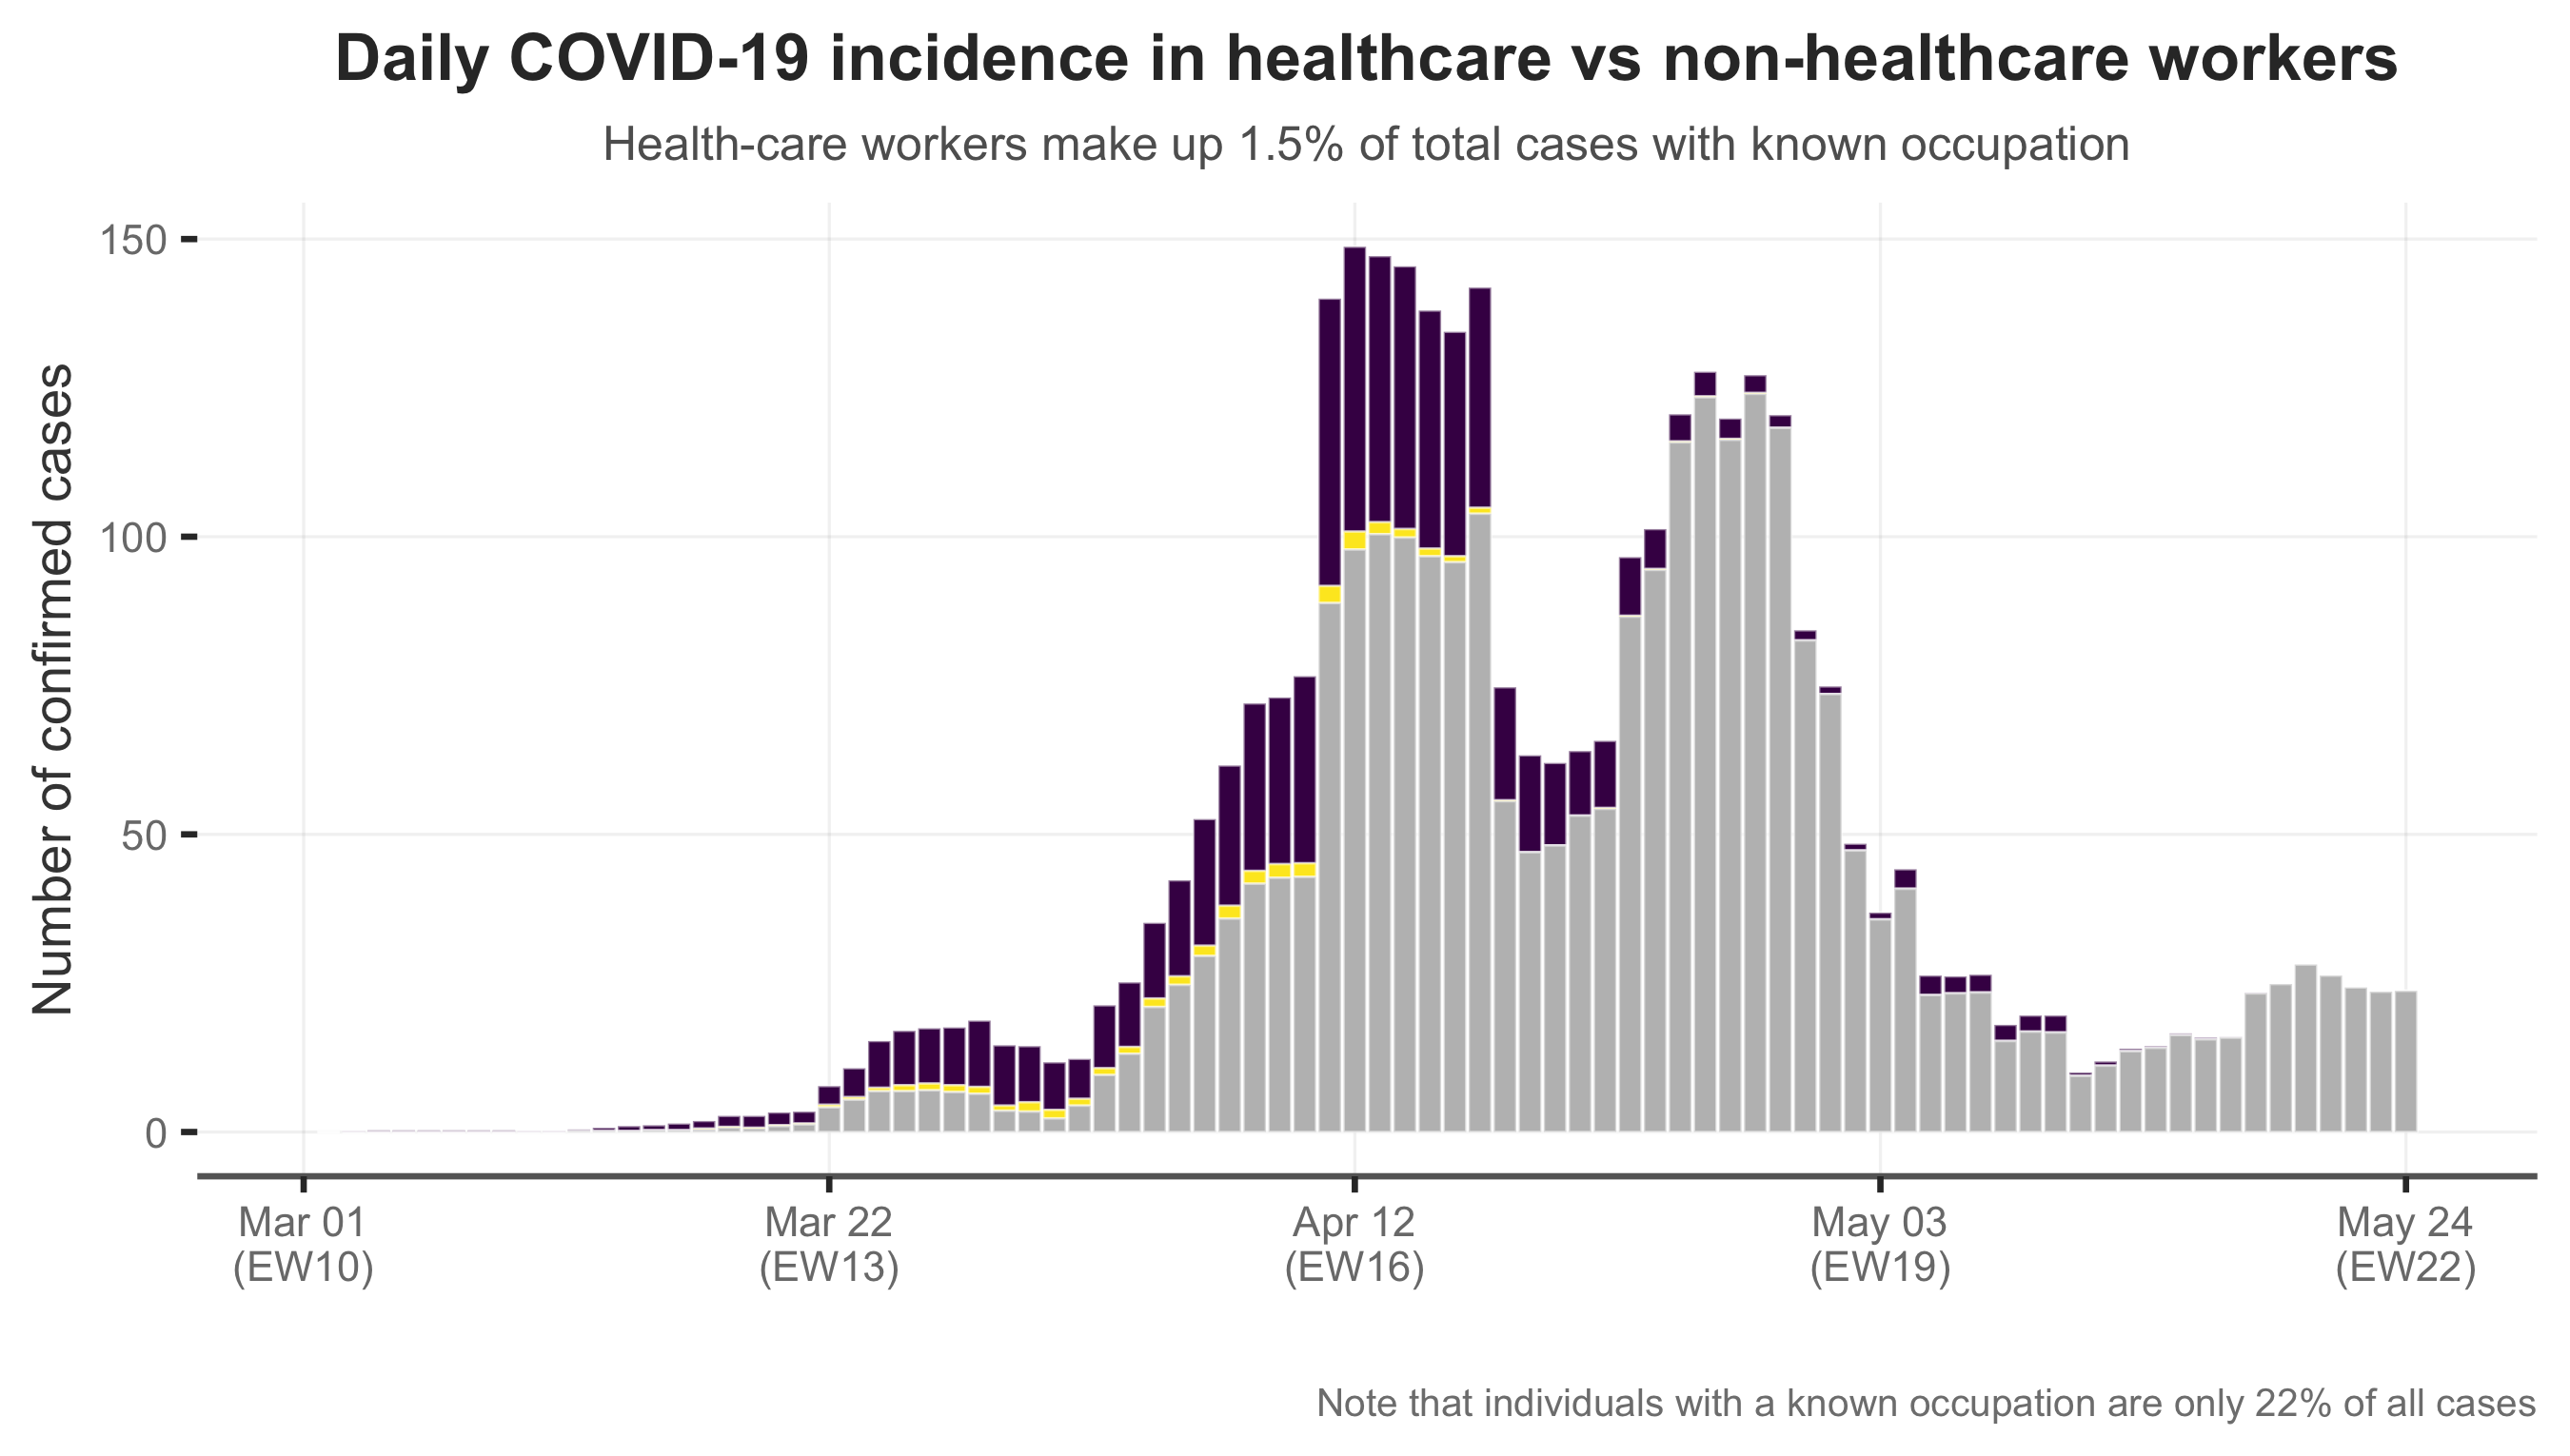 Daily COVID-19 incidence in healthcare vs non-healthcare workers
Health-care workers make up 1.5% of total cases with known occupation
Number of confirmed cases
150
100
50
0
Mar 01
(EW10)
Mar 22
(EW13)
Apr 12
(EW16)
May 03
(EW19)
May 24
(EW22)
Note that individuals with a known occupation are only 22% of all cases